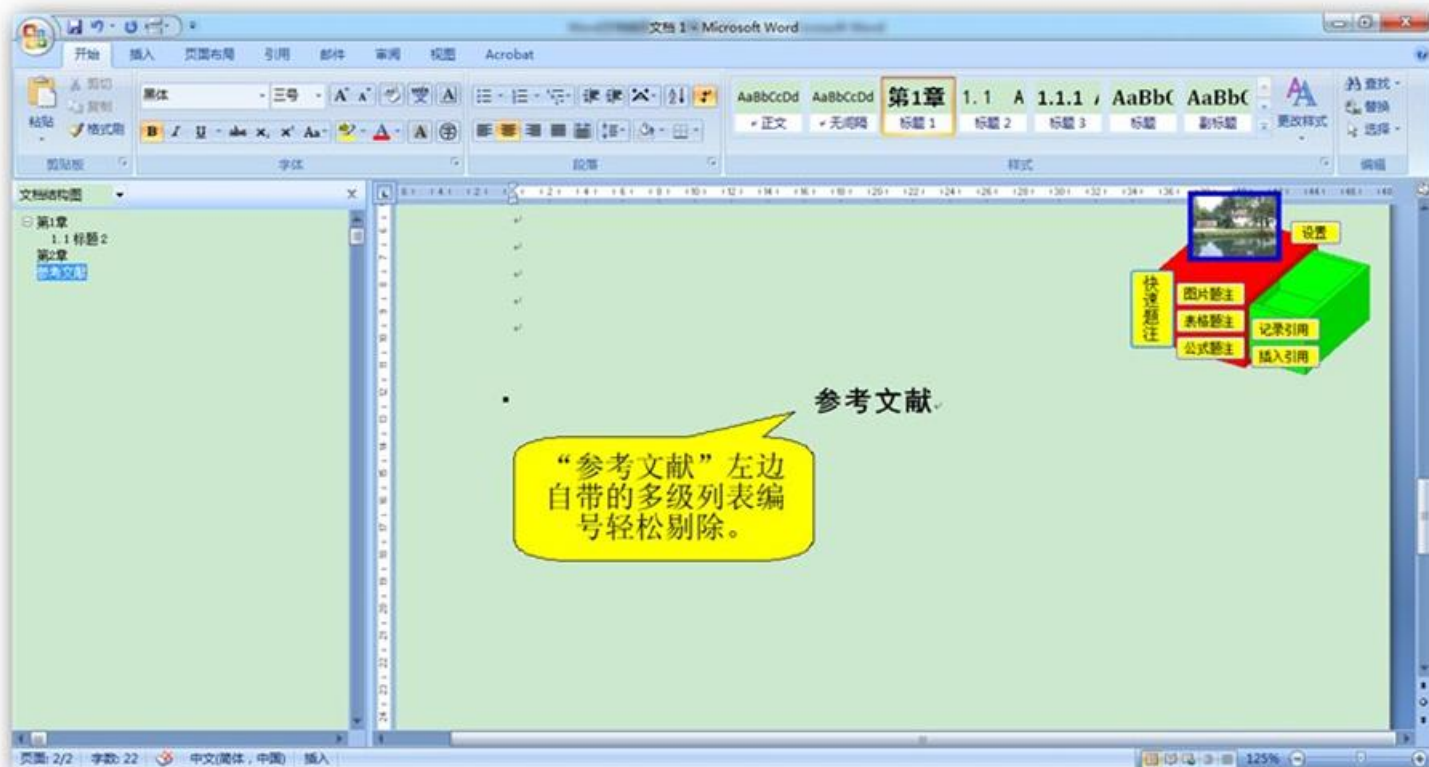 文档 1 - Microsoft Word
开始 插入 页面布局 引用 邮件 审阅 视图 Acrobat
粘贴
剪切
复制
格式刷
剪贴板
黑体 三号
字体
段落
AaBbCcDd AaBbCcDd 第1章 1.1 A 1.1.1 AaBb( AaBb(
正文 无间隔 标题 1 标题 2 标题 3 标题 副标题
更改样式
样式
查找
替换
选择
编辑
文档结构图
第1章
1.1 标题 2
第2章
参考文献
设置
快速题注
图片题注
表格题注
公式题注
记录引用
插入引用
参考文献
“参考文献”左边
自带的多级列表编
号轻松剔除。
页面: 2/2 字数: 22 中文(简体，中国) 插入 125%